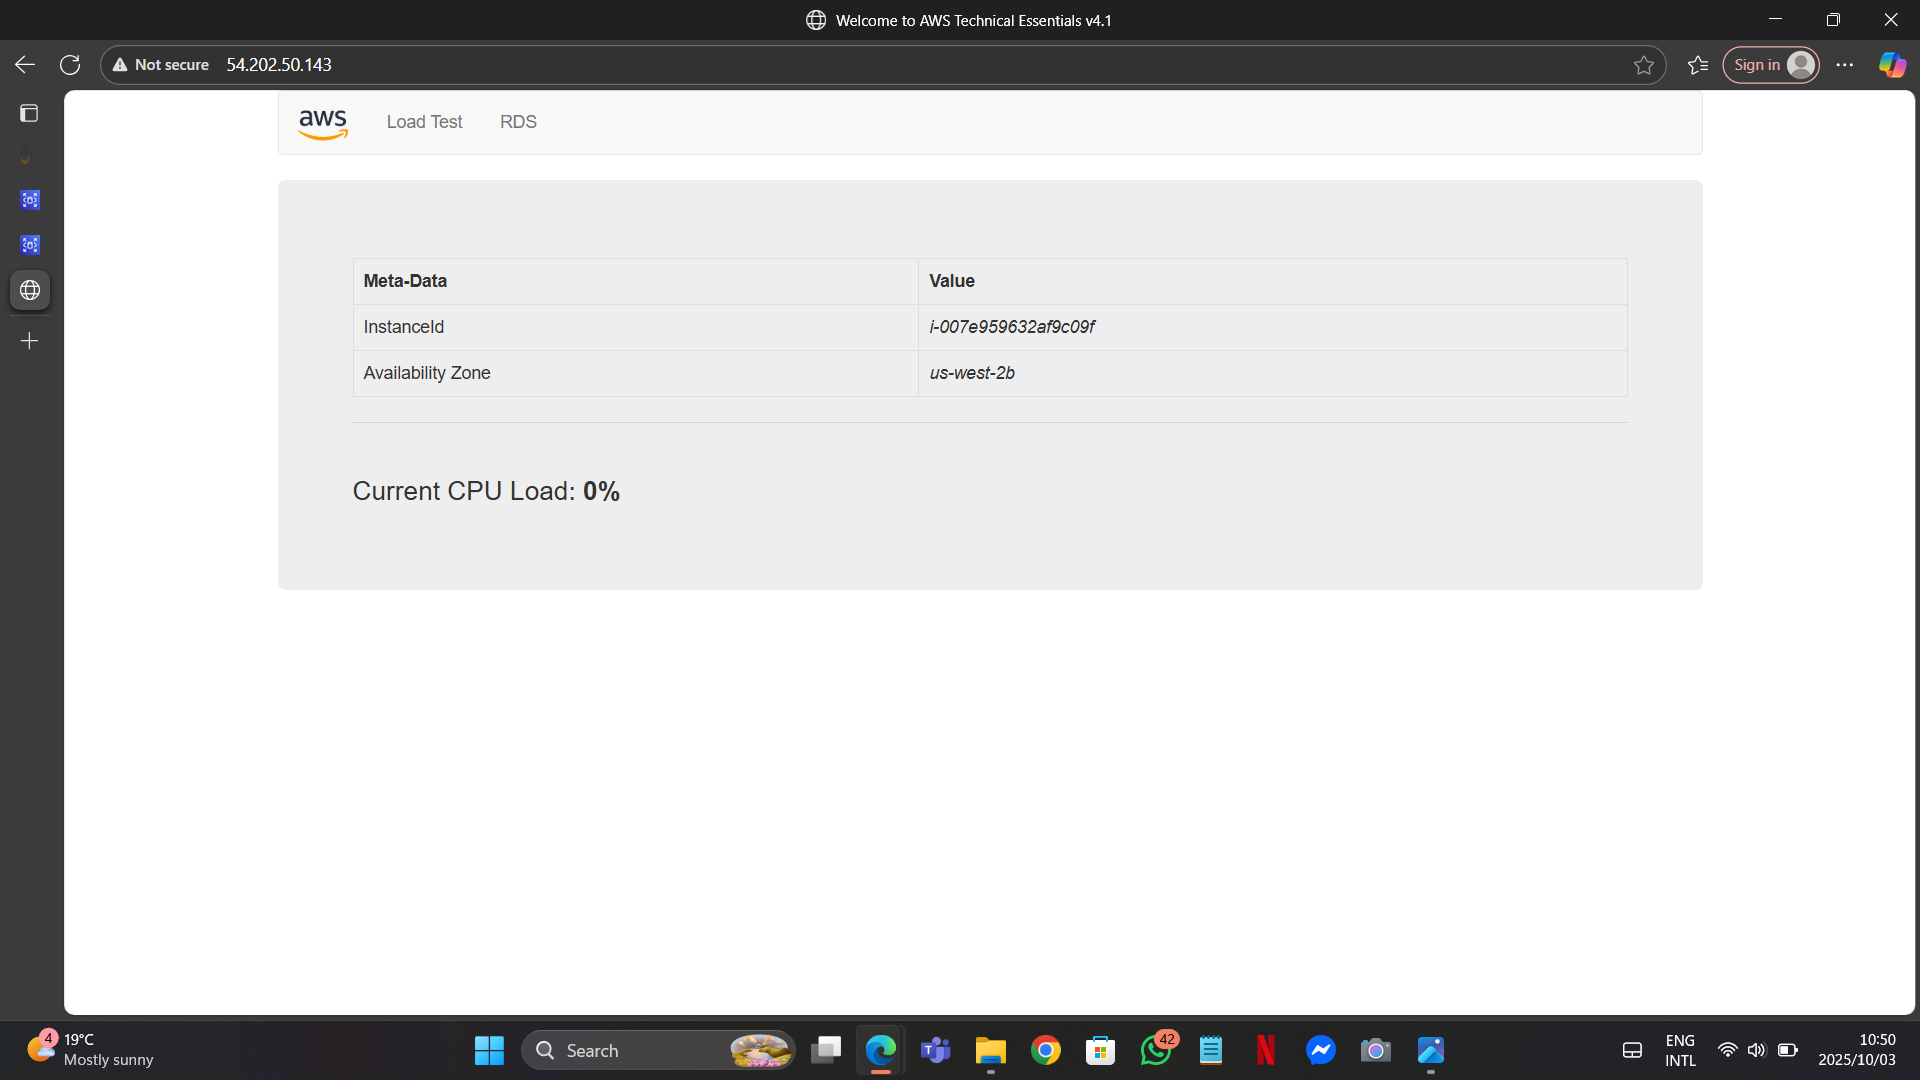 Welcome to AWS Technical Essentials v4.1
Not secure 54.202.50.143
Sign in
aws Load Test RDS
Meta-Data Value
InstanceId i-007e959632af9c09f
Availability Zone us-west-2b
Current CPU Load: 0%
4
19°C
Mostly sunny
Search
T
42
N
ENG
INTL
10:50
2025/10/03